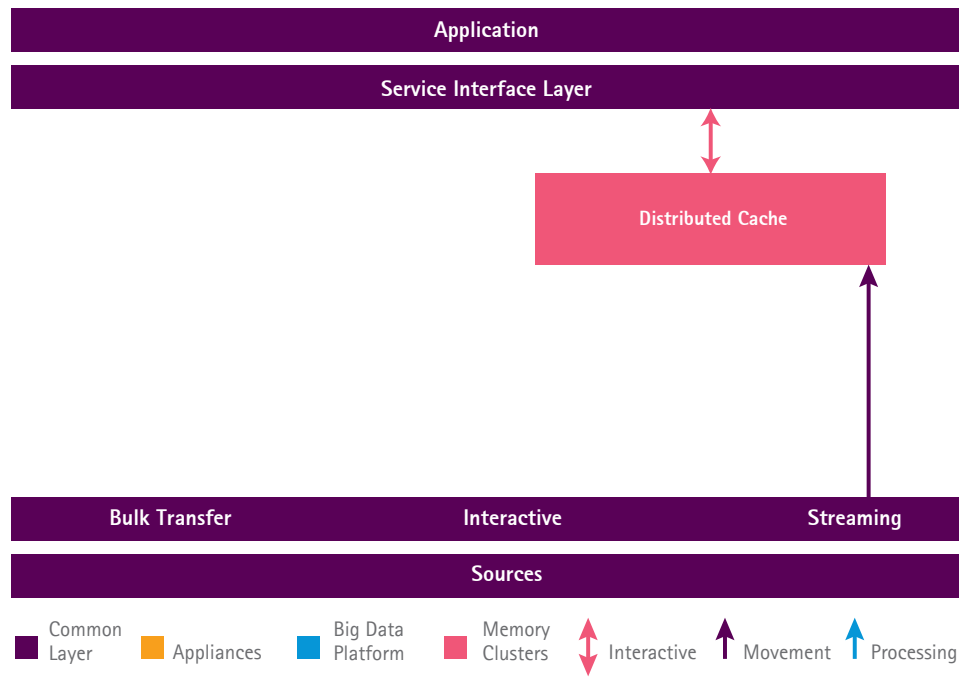 Application
Service Interface Layer
Distributed Cache
Bulk Transfer Interactive Streaming
Sources
Common Layer
Appliances
Big Data Platform
Memory Clusters
Interactive
Movement
Processing